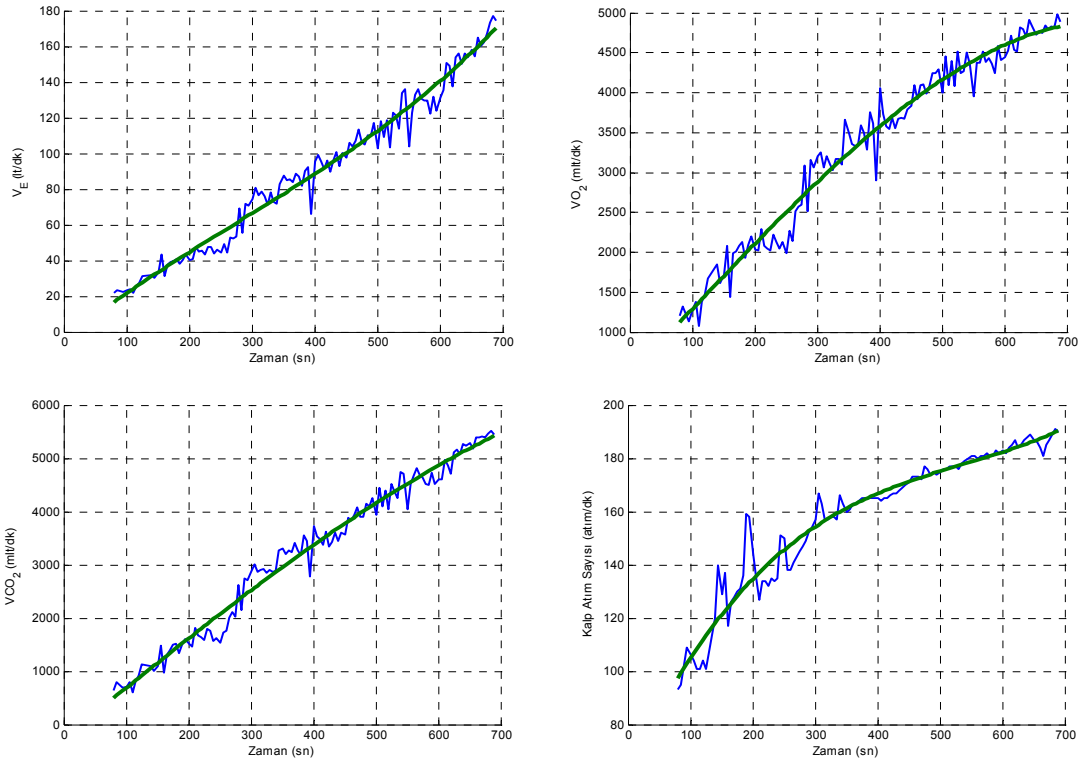 180
160
140
120
100
80
60
40
20
0
V_E (lt/dk)
0 100 200 300 400 500 600 700
Zaman (sn)
5000
4500
4000
3500
3000
2500
2000
1500
1000
VO₂ (mlt/dk)
0 100 200 300 400 500 600 700
Zaman (sn)
6000
5000
4000
3000
2000
1000
0
VCO₂ (mlt/dk)
0 100 200 300 400 500 600 700
Zaman (sn)
200
180
160
140
120
100
80
Kalp Atım Sayısı (atım/dk)
0 100 200 300 400 500 600 700
Zaman (sn)